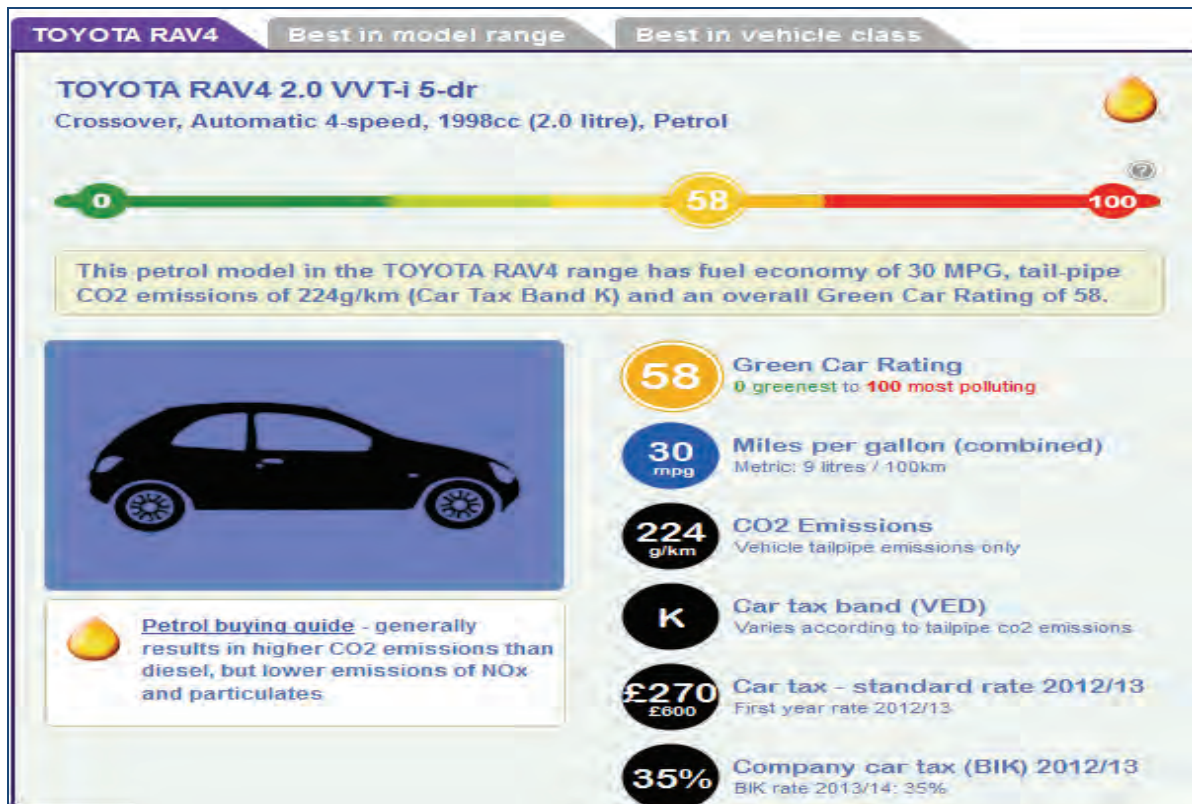 TOYOTA RAV4 Best in model range Best in vehicle class
TOYOTA RAV4 2.0 VVT-i 5-dr
Crossover, Automatic 4-speed, 1998cc (2.0 litre), Petrol
?
0 58 100
This petrol model in the TOYOTA RAV4 range has fuel economy of 30 MPG, tail-pipe
CO2 emissions of 224g/km (Car Tax Band K) and an overall Green Car Rating of 58.
58
Green Car Rating
0 greenest to 100 most polluting
30
mpg
Miles per gallon (combined)
Metric: 9 litres / 100km
224
g/km
CO2 Emissions
Vehicle tailpipe emissions only
K
Car tax band (VED)
Varies according to tailpipe co2 emissions
£270
£600
Car tax - standard rate 2012/13
First year rate 2012/13
35%
Company car tax (BIK) 2012/13
BIK rate 2013/14: 35%
Petrol buying guide - generally
results in higher CO2 emissions than
diesel, but lower emissions of NOx
and particulates